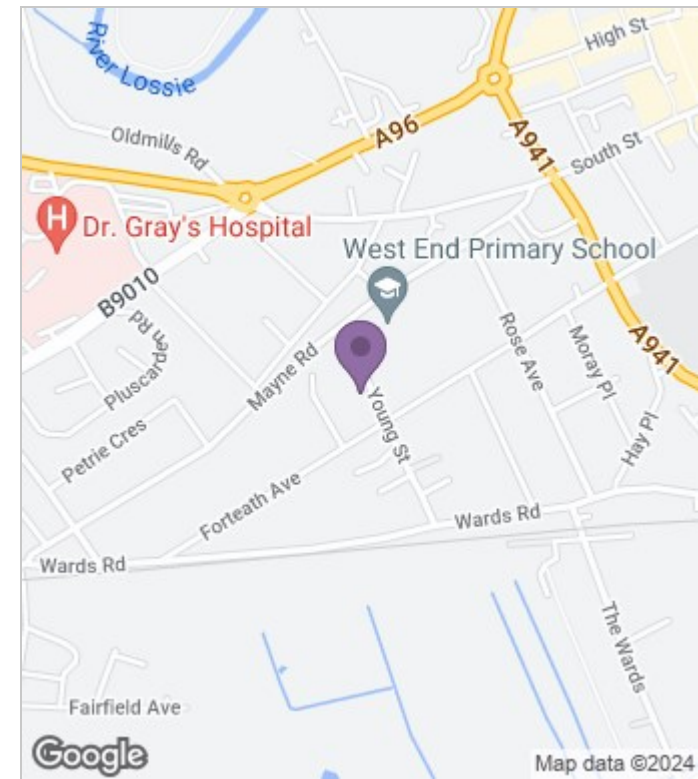 River Lossie
High St
Oldmills Rd
A96
A941
South St
H
Dr. Gray's Hospital
West End Primary School
B9010
Pluscarden Rd
Mayne Rd
Rose Ave
Moray Pl
A941
Petrie Cres
Young St
Hay Pl
Forteath Ave
Wards Rd
Wards Rd
The Wards
Fairfield Ave
Google
Map data ©2024